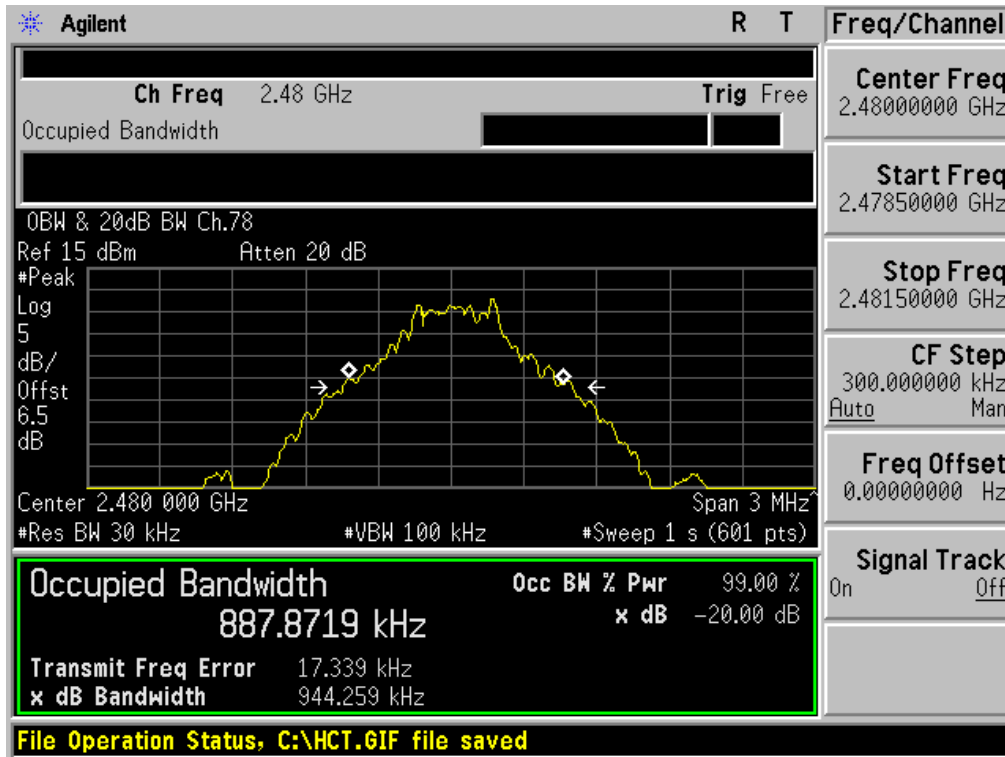 Agilent R T Freq/Channel
Ch Freq 2.48 GHz Trig Free
Occupied Bandwidth
OBW & 20dB BW Ch.78
Ref 15 dBm Atten 20 dB
#Peak
Log
5
dB/
Offst
6.5
dB
Center 2.480 000 GHz Span 3 MHz^
#Res BW 30 kHz #VBW 100 kHz #Sweep 1 s (601 pts)
Occupied Bandwidth Occ BW % Pwr 99.00 %
887.8719 kHz x dB -20.00 dB
Transmit Freq Error 17.339 kHz
x dB Bandwidth 944.259 kHz
File Operation Status, C:\HCT.GIF file saved
Center Freq
2.48000000 GHz
Start Freq
2.47850000 GHz
Stop Freq
2.48150000 GHz
CF Step
300.000000 kHz
Auto Man
Freq Offset
0.00000000 Hz
Signal Track
On Off